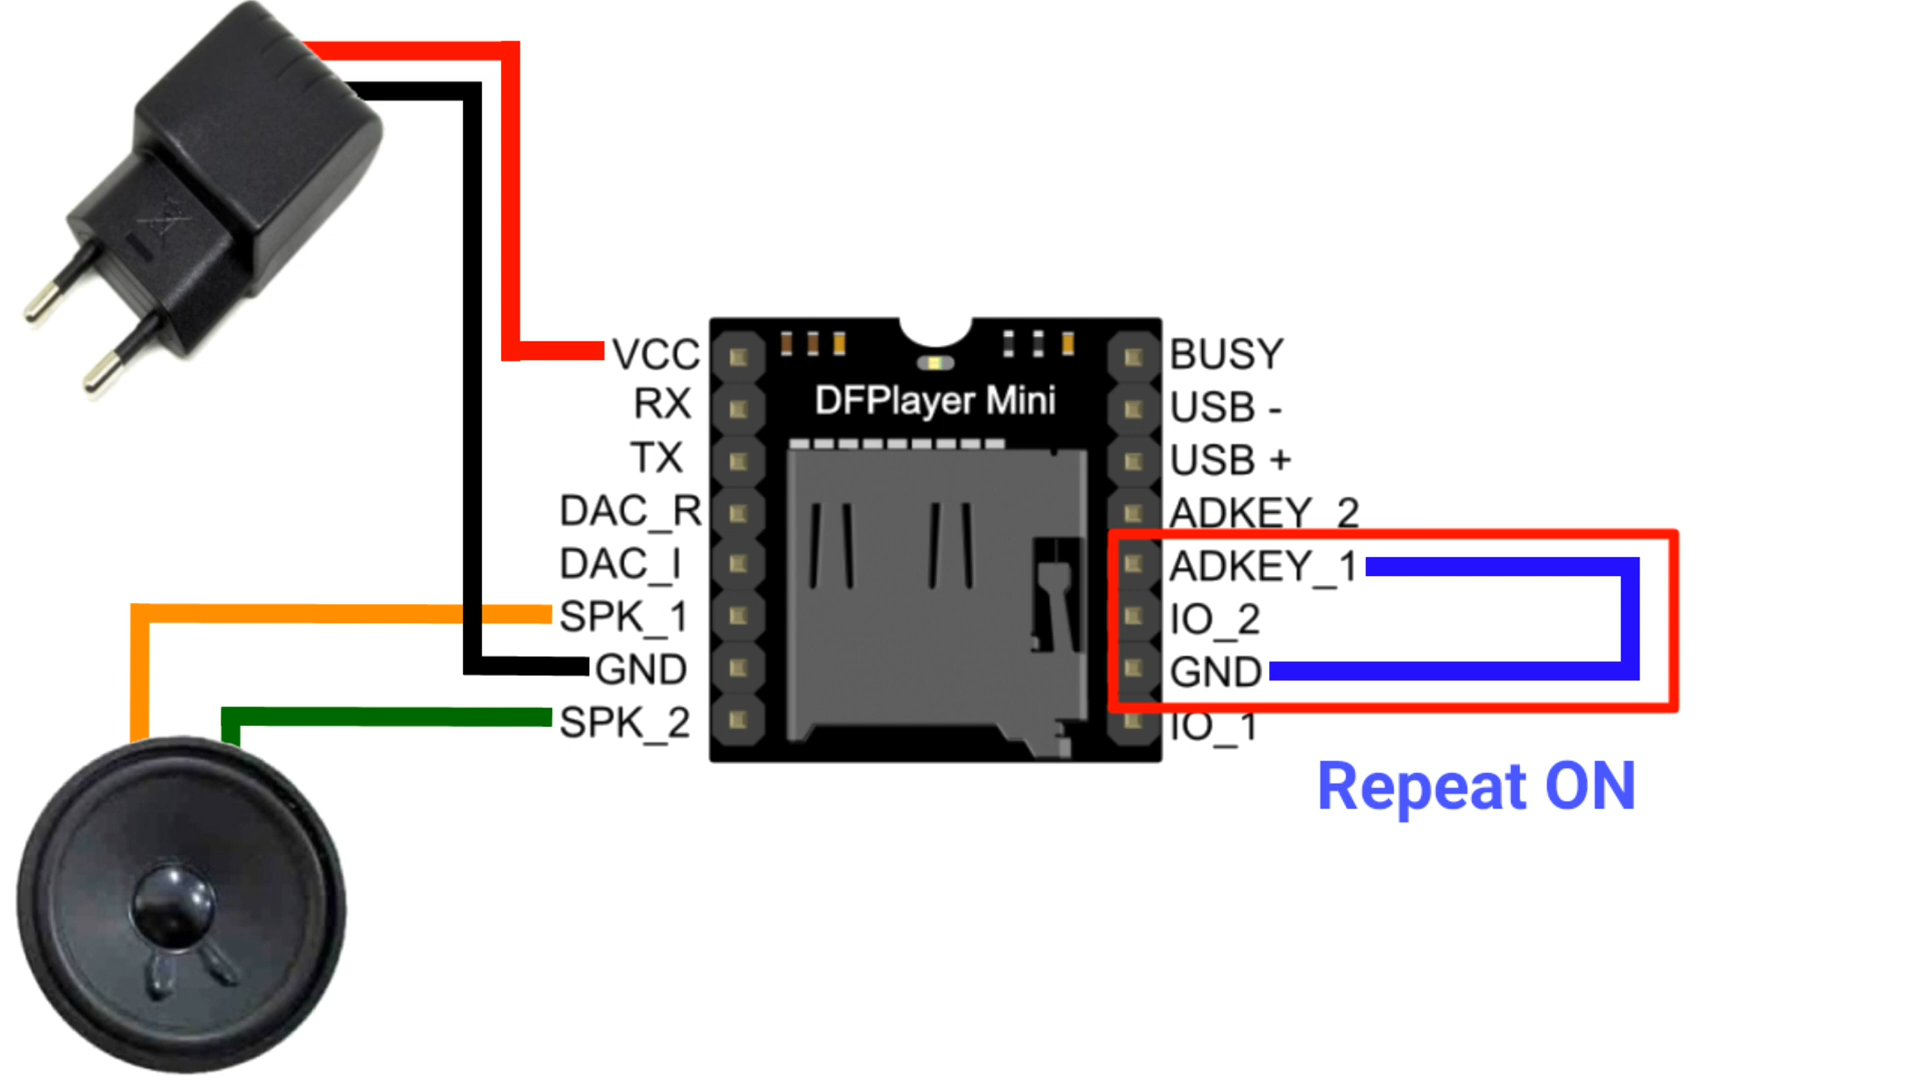 VCC
RX
TX
DAC_R
DAC_I
SPK_1
GND
SPK_2
DFPlayer Mini
BUSY
USB -
USB +
ADKEY_2
ADKEY_1
IO_2
GND
IO_1
Repeat ON